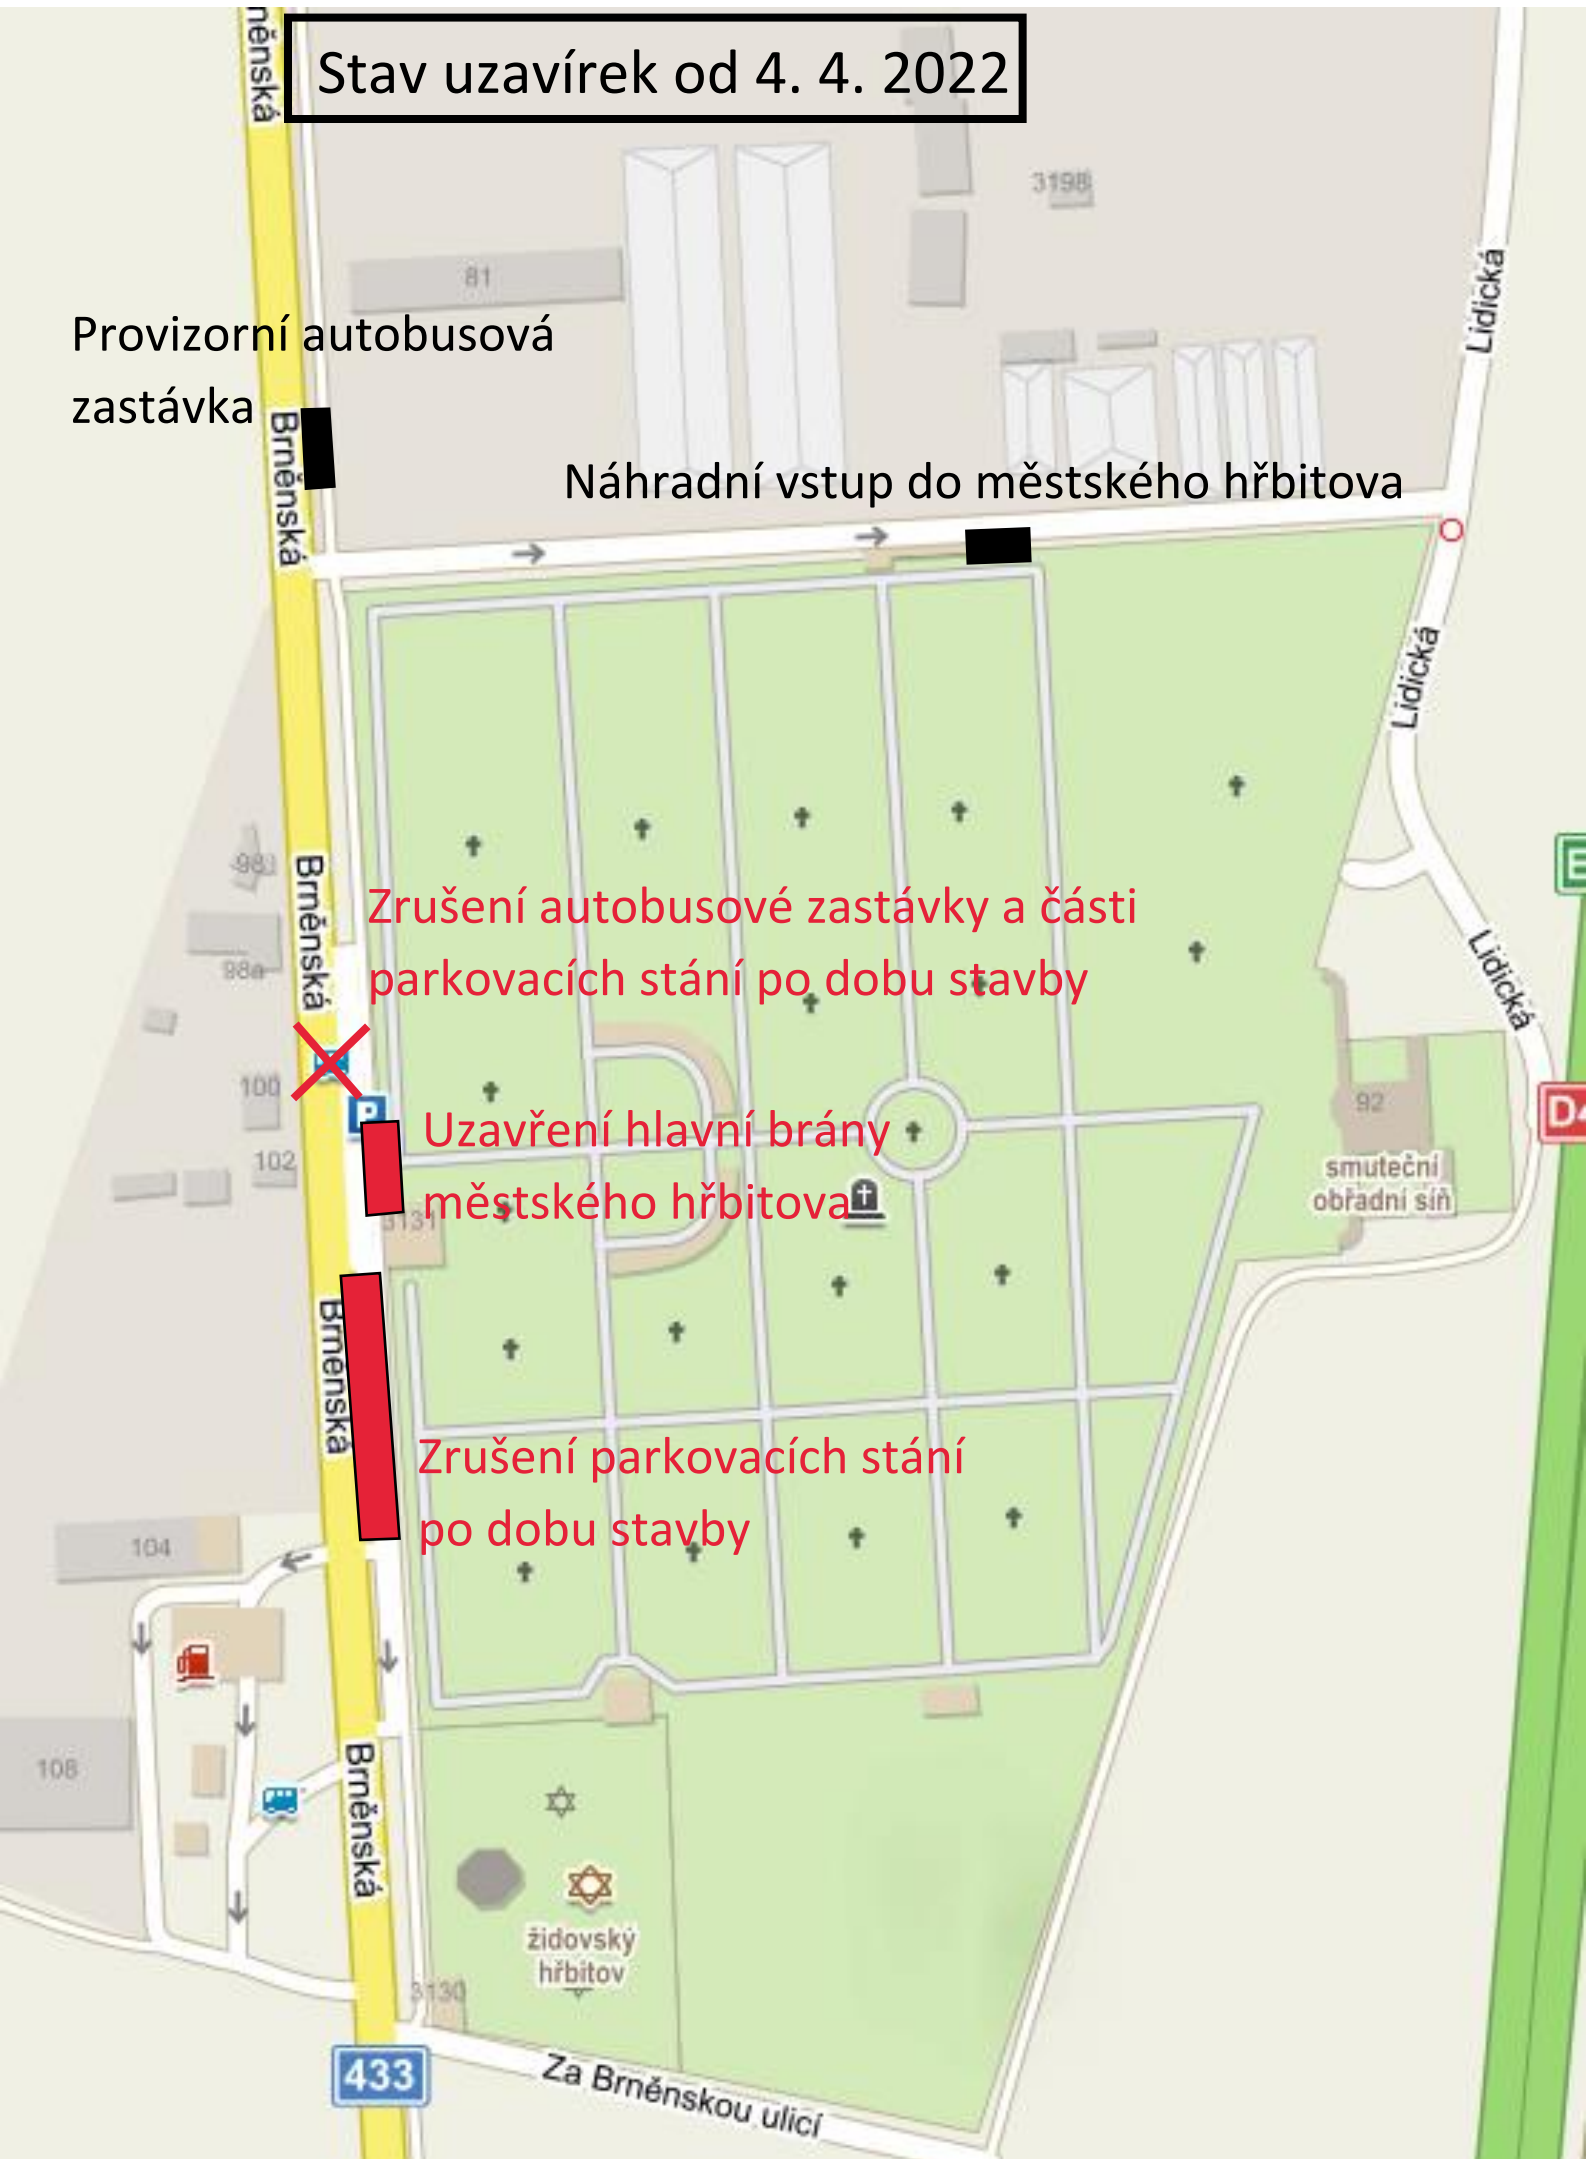 něnská
Stav uzavírek od 4. 4. 2022
3198
81
Lidická
Provizorní autobusová
zastávka
Brněnská
Náhradní vstup do městského hřbitova
Lidická
98
E
Brněnská
Zrušení autobusové zastávky a části
parkovacích stání po dobu stavby
98a
Lidická
100
P
92
D4
Uzavření hlavní brány
městského hřbitova
102
smuteční
obřadní síň
3131
Brněnská
Zrušení parkovacích stání
po dobu stavby
104
108
Brněnská
židovský
hřbitov
3130
433
Za Brněnskou ulicí